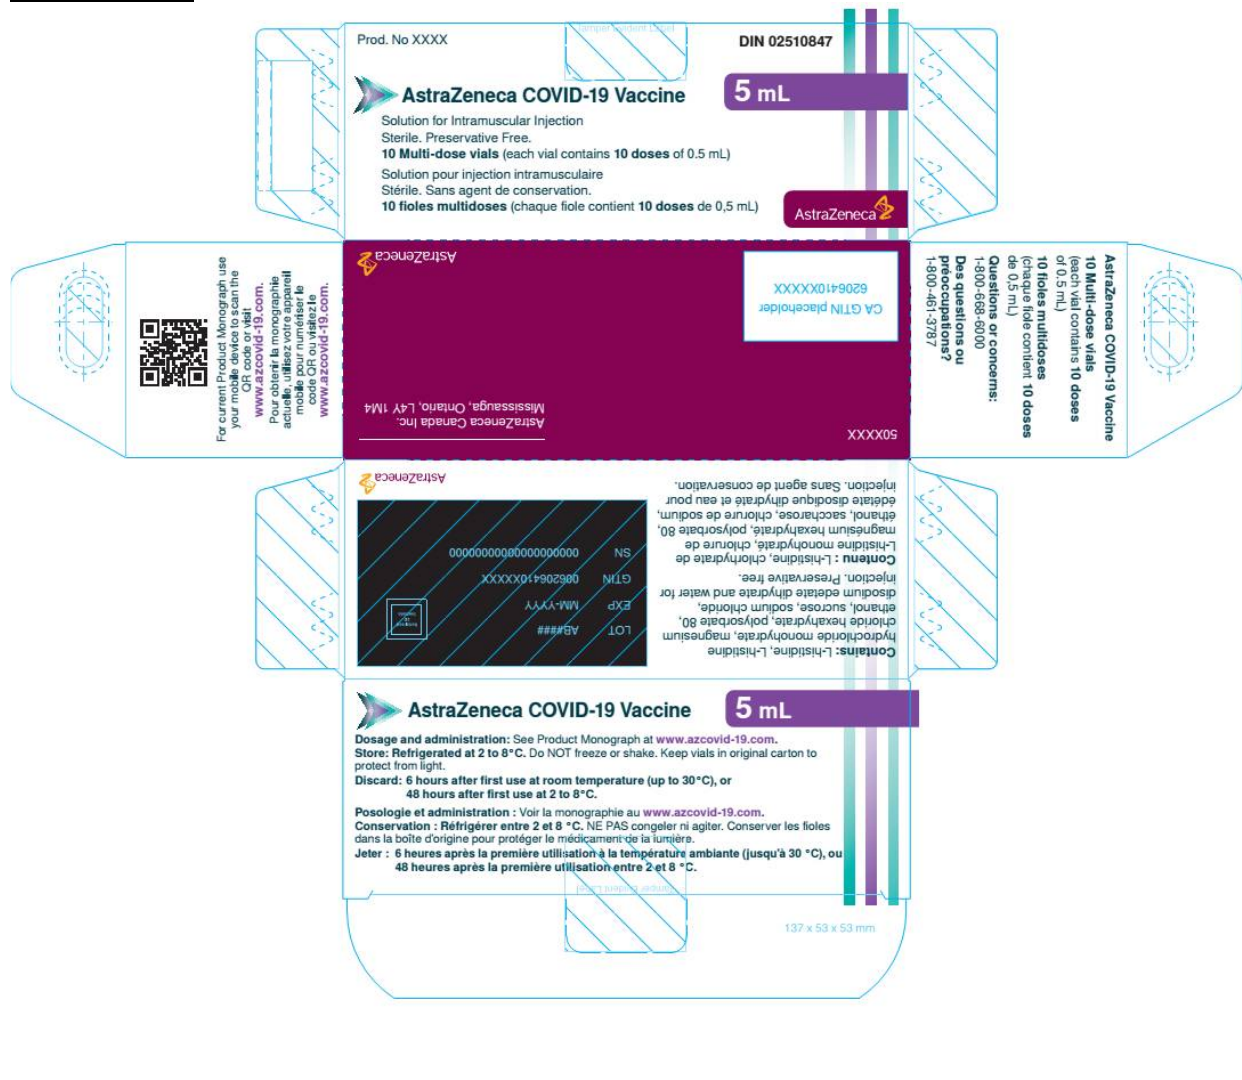 Tamper Evident Label
Prod. No XXXX
DIN 02510847
AstraZeneca COVID-19 Vaccine
5 mL
Solution for Intramuscular Injection
Sterile. Preservative Free.
10 Multi-dose vials (each vial contains 10 doses of 0.5 mL)
Solution pour injection intramusculaire
Stérile. Sans agent de conservation.
10 fioles multidoses (chaque fiole contient 10 doses de 0,5 mL)
AstraZeneca
For current Product Monograph use
your mobile device to scan the
QR code or visit
www.azcovid-19.com.
Pour obtenir la monographie
actuelle, utilisez votre appareil
mobile pour numériser le
code QR ou visitez le
www.azcovid-19.com.
50XXXX
AstraZeneca Canada Inc.
Mississauga, Ontario, L4Y 1M4
CA GTIN placeholder
6206410XXXXX
AstraZeneca
AstraZeneca COVID-19 Vaccine
10 Multi-dose vials
(each vial contains 10 doses
of 0.5 mL)
10 fioles multidoses
(chaque fiole contient 10 doses
de 0,5 mL)
Questions or concerns:
1-800-668-6000
Des questions ou
préoccupations?
1-800-461-3787
Contains: L-histidine, L-histidine
hydrochloride monohydrate, magnesium
chloride hexahydrate, polysorbate 80,
ethanol, sucrose, sodium chloride,
disodium edetate dihydrate and water for
injection. Preservative free.
Contenu : L-histidine, chlorhydrate de
L-histidine monohydraté, chlorure de
magnésium hexahydraté, polysorbate 80,
éthanol, saccharose, chlorure de sodium,
édétate disodique dihydraté et eau pour
injection. Sans agent de conservation.
LOT AB####
EXP MM-YYYY
GTIN 006206410XXXXX
SN 00000000000000000000
AstraZeneca
AstraZeneca COVID-19 Vaccine
5 mL
Dosage and administration: See Product Monograph at www.azcovid-19.com.
Store: Refrigerated at 2 to 8°C. Do NOT freeze or shake. Keep vials in original carton to
protect from light.
Discard: 6 hours after first use at room temperature (up to 30°C), or
48 hours after first use at 2 to 8°C.
Posologie et administration : Voir la monographie au www.azcovid-19.com.
Conservation : Réfrigérer entre 2 et 8 °C. NE PAS congeler ni agiter. Conserver les fioles
dans la boîte d'origine pour protéger le médicament de la lumière.
Jeter : 6 heures après la première utilisation à la température ambiante (jusqu'à 30 °C), ou
48 heures après la première utilisation entre 2 et 8 °C.
Tamper Evident Label
137 x 53 x 53 mm